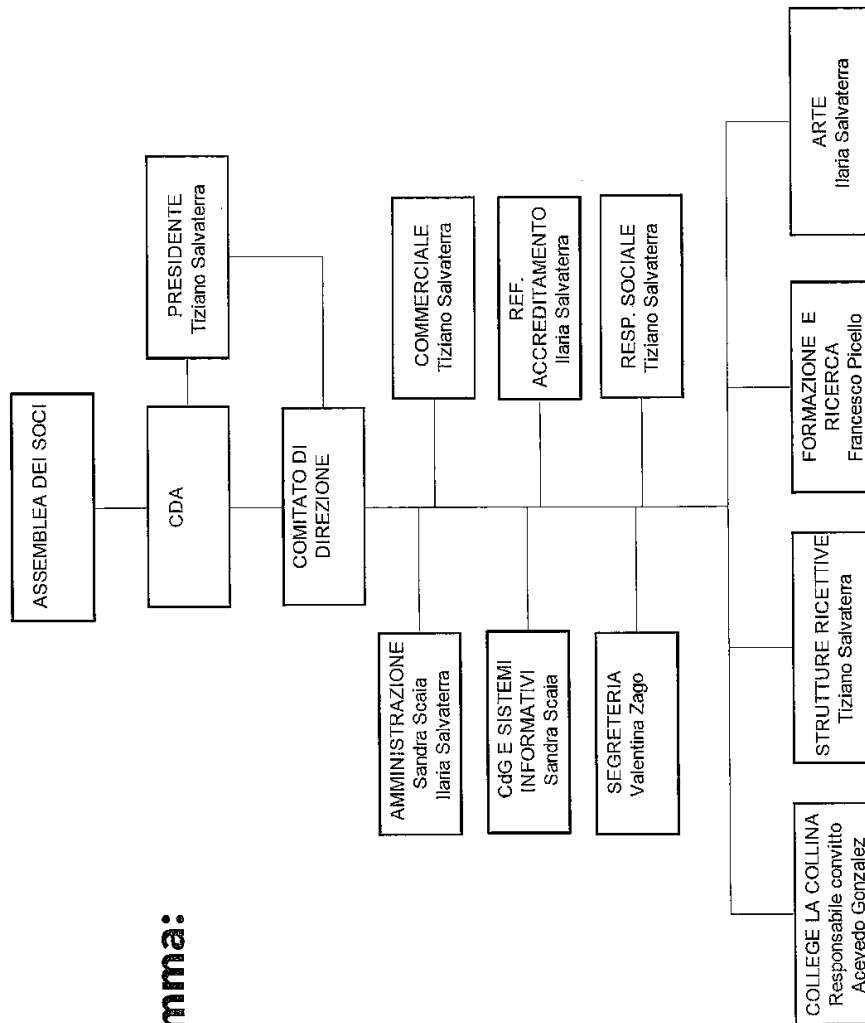 mma:
ASSEMBLEA DEI SOCI
CDA
PRESIDENTE
Tiziano Salvaterra
COMITATO DI
DIREZIONE
AMMINISTRAZIONE
Sandra Scaia
Ilaria Salvaterra
COMMERCIALE
Tiziano Salvaterra
CdG E SISTEMI
INFORMATIVI
Sandra Scaia
REF.
ACCREDITAMENTO
Ilaria Salvaterra
SEGRETERIA
Valentina Zago
RESP. SOCIALE
Tiziano Salvaterra
COLLEGE LA COLLINA
Responsabile convitto
Acevedo Gonzalez
STRUTTURE RICETTIVE
Tiziano Salvaterra
FORMAZIONE E
RICERCA
Francesco Picello
ARTE
Ilaria Salvaterra